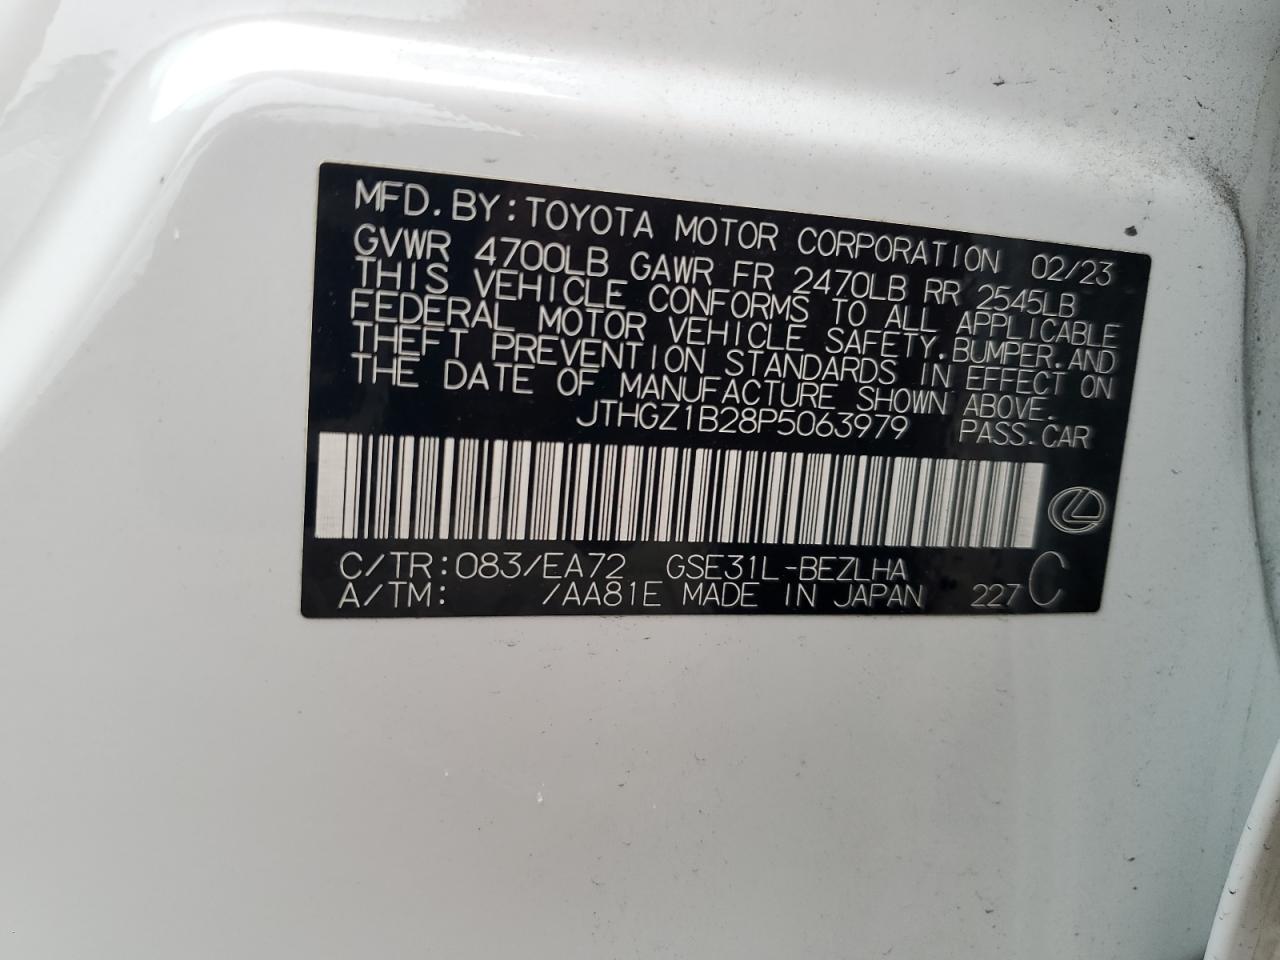 MFD. BY: TOYOTA MOTOR CORPORATION 02/23
GVWR 4700LB GAWR FR 2470LB RR 2545LB
THIS VEHICLE CONFORMS TO ALL APPLICABLE
FEDERAL MOTOR VEHICLE SAFETY. BUMPER. AND
THEFT PREVENTION STANDARDS IN EFFECT ON
THE DATE OF MANUFACTURE SHOWN ABOVE.
JTHGZ1B28P5063979 PASS. CAR
C/TR: 083/EA72 GSE31L-BEZLHA
A/TM: /AA81E MADE IN JAPAN 227 C